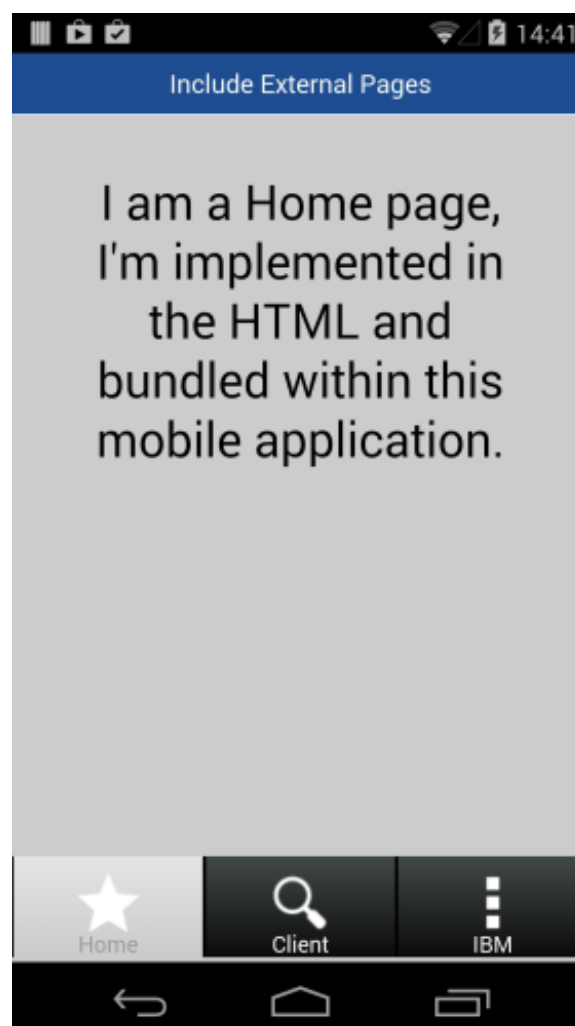 14:41
Include External Pages
I am a Home page,
I'm implemented in
the HTML and
bundled within this
mobile application.
Home
Client
IBM